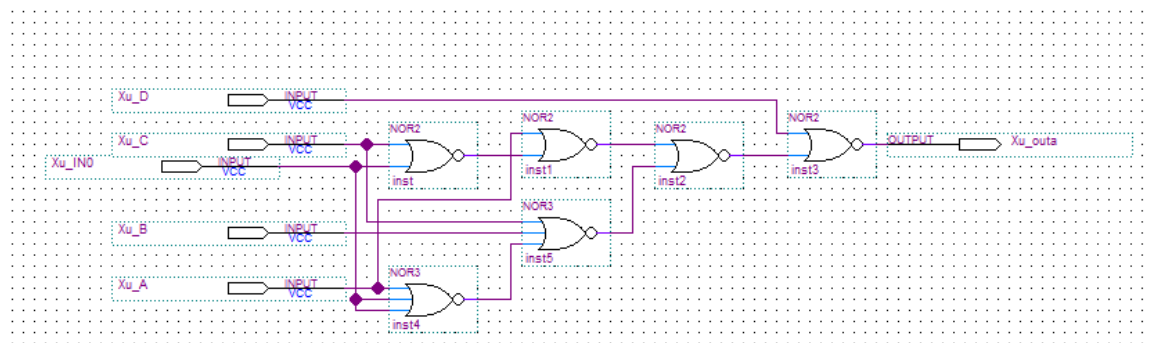 Xu_D INPUT VCC
NOR2
Xu_C INPUT VCC
NOR2
NOR2
NOR2
OUTPUT Xu_outa
Xu_IN0 INPUT VCC
inst
inst1
inst2
inst3
NOR3
Xu_B INPUT VCC
inst5
NOR3
Xu_A INPUT VCC
inst4